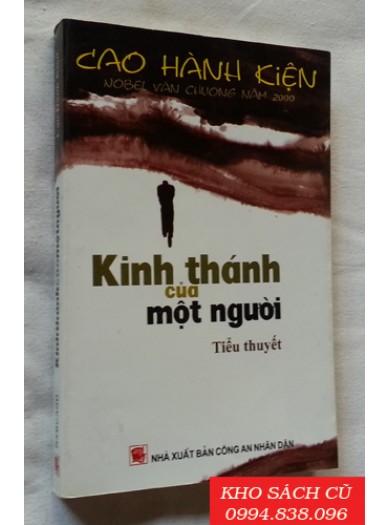 CAO HÀNH KIỆN
NOBEL VĂN CHƯƠNG NĂM 2000
Kinh thánh
của
một người
Tiểu thuyết
NHÀ XUẤT BẢN CÔNG AN NHÂN DÂN
KHO SÁCH CŨ
0994.838.096